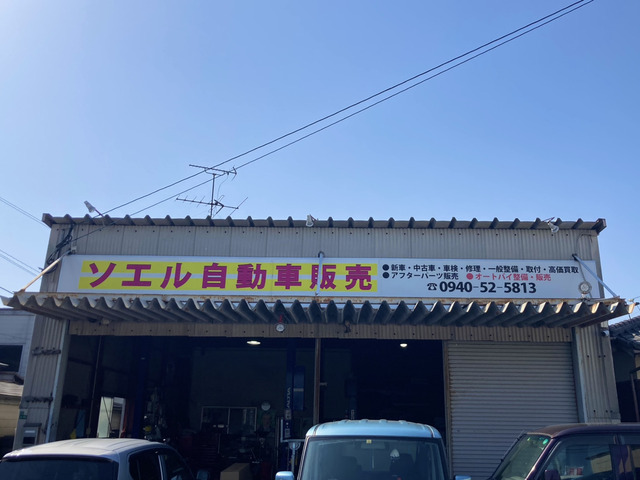 ソエル自動車販売
●新車・中古車・車検・修理・一般整備・取付・高価買取
●アフターパーツ販売 ●オートバイ整備・販売
☎0940-52-5813